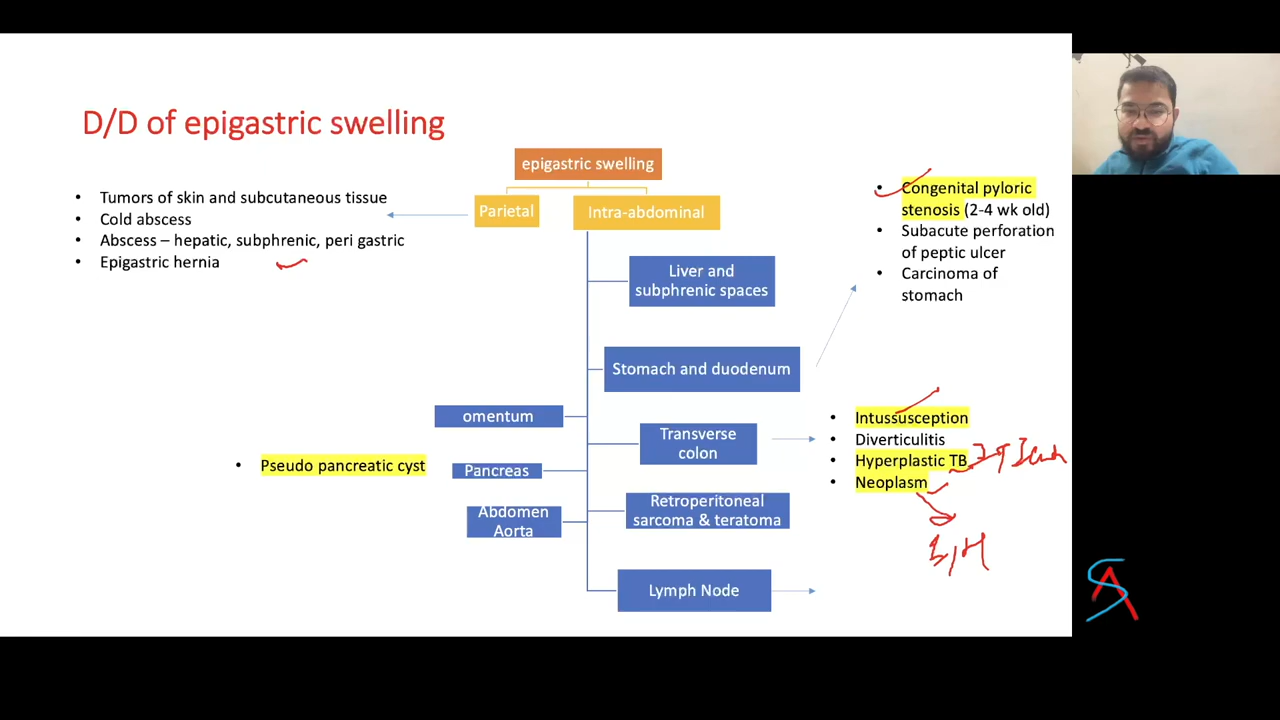 D/D of epigastric swelling
epigastric swelling
Parietal
Intra-abdominal
Tumors of skin and subcutaneous tissue
Cold abscess
Abscess – hepatic, subphrenic, peri gastric
Epigastric hernia
Congenital pyloric
stenosis (2-4 wk old)
Subacute perforation
of peptic ulcer
Carcinoma of
stomach
Liver and
subphrenic spaces
Stomach and duodenum
omentum
Transverse
colon
Intussusception
Diverticulitis
Hyperplastic TB
Neoplasm
Pseudo pancreatic cyst
Pancreas
Abdomen
Aorta
Retroperitoneal
sarcoma & teratoma
Lymph Node